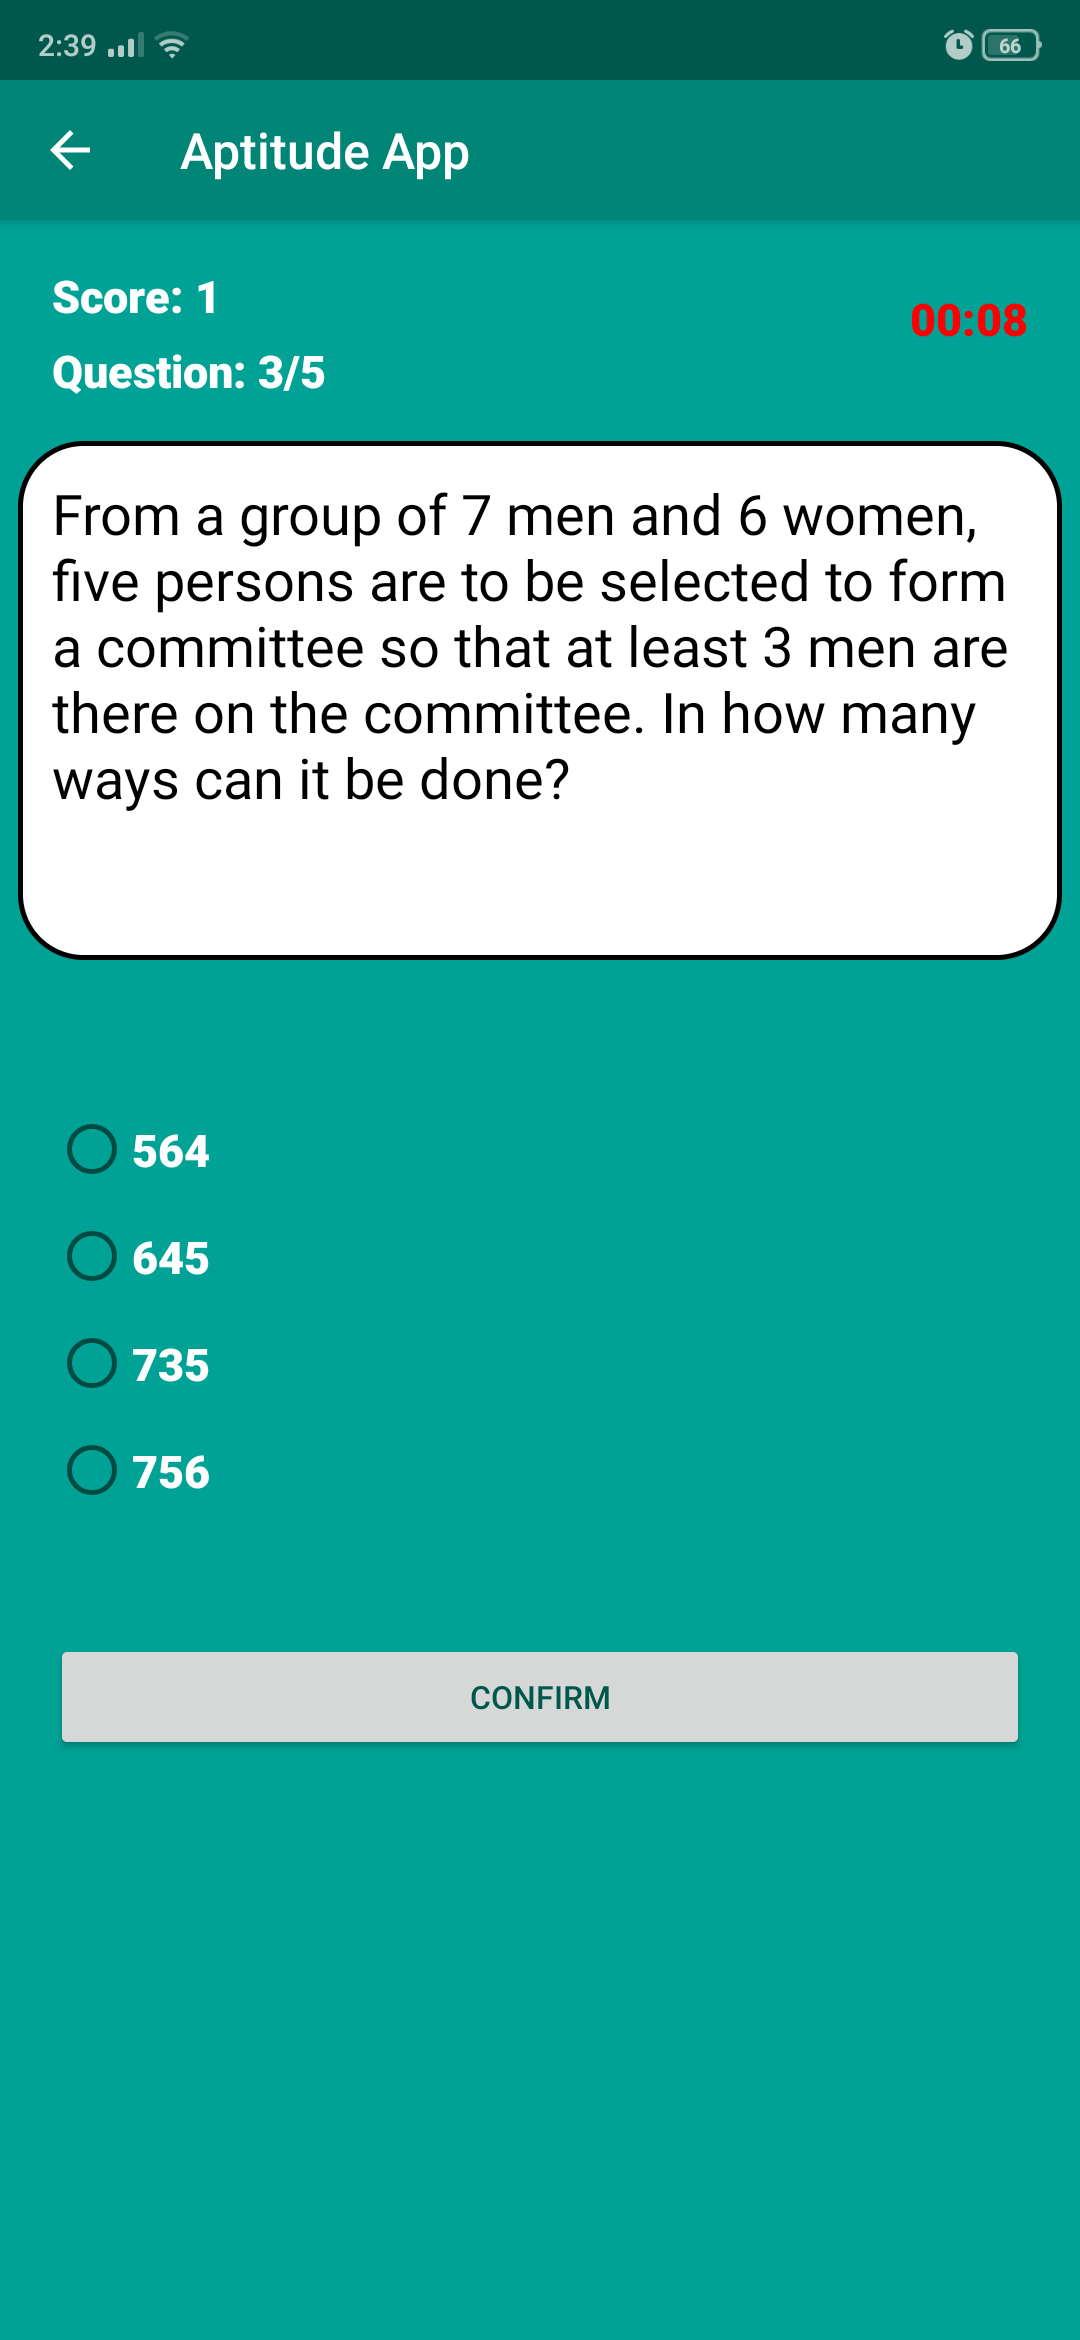 2:39
66
Aptitude App
Score: 1
00:08
Question: 3/5
From a group of 7 men and 6 women,
five persons are to be selected to form
a committee so that at least 3 men are
there on the committee. In how many
ways can it be done?
564
645
735
756
CONFIRM